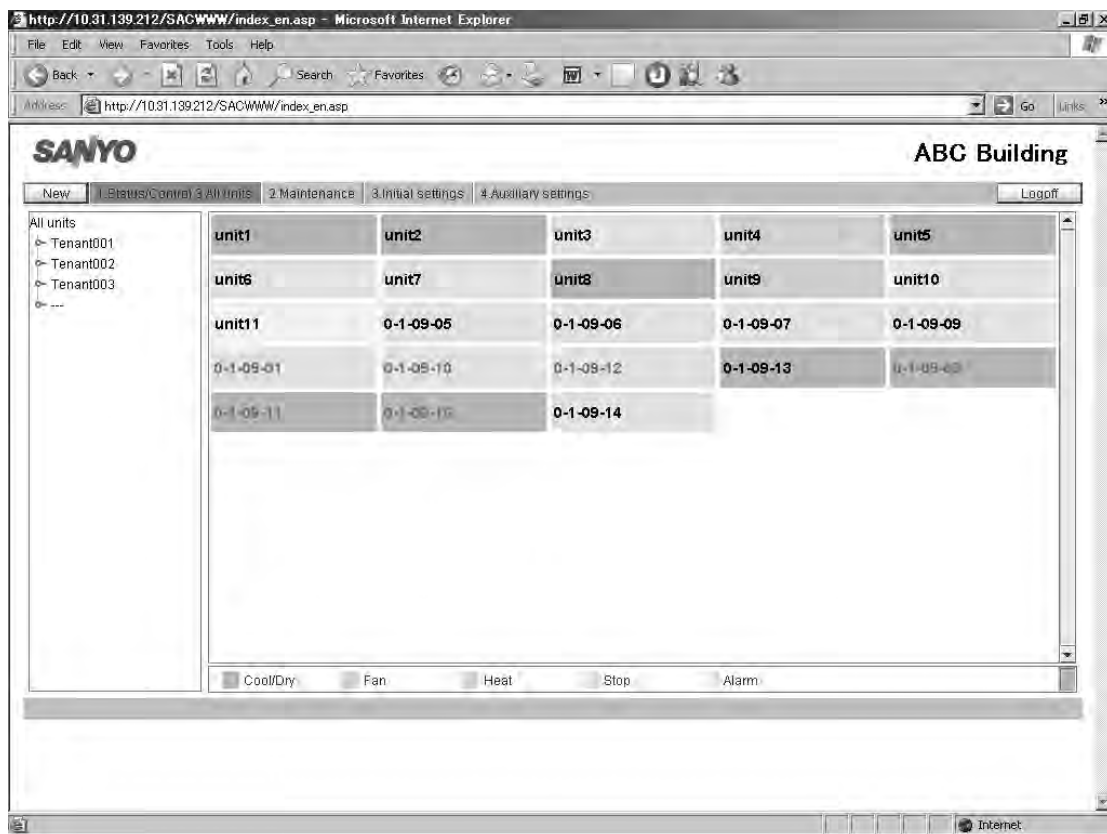 http://10.31.139.212/SACWWW/index_en.asp - Microsoft Internet Explorer
File Edit View Favorites Tools Help
Back Search Favorites
Address http://10.31.139.212/SACWWW/index_en.asp Go Links »
SANYO ABC Building
New 1.Status/Control 3.All units 2.Maintenance 3.Initial settings 4.Auxiliary settings Logoff
All units
Tenant001
Tenant002
Tenant003
---
unit1 unit2 unit3 unit4 unit5
unit6 unit7 unit8 unit9 unit10
unit11 0-1-09-05 0-1-09-06 0-1-09-07 0-1-09-09
0-1-09-01 0-1-09-10 0-1-09-12 0-1-09-13
0-1-09-11 0-1-09-14
Cool/Dry Fan Heat Stop Alarm
Internet